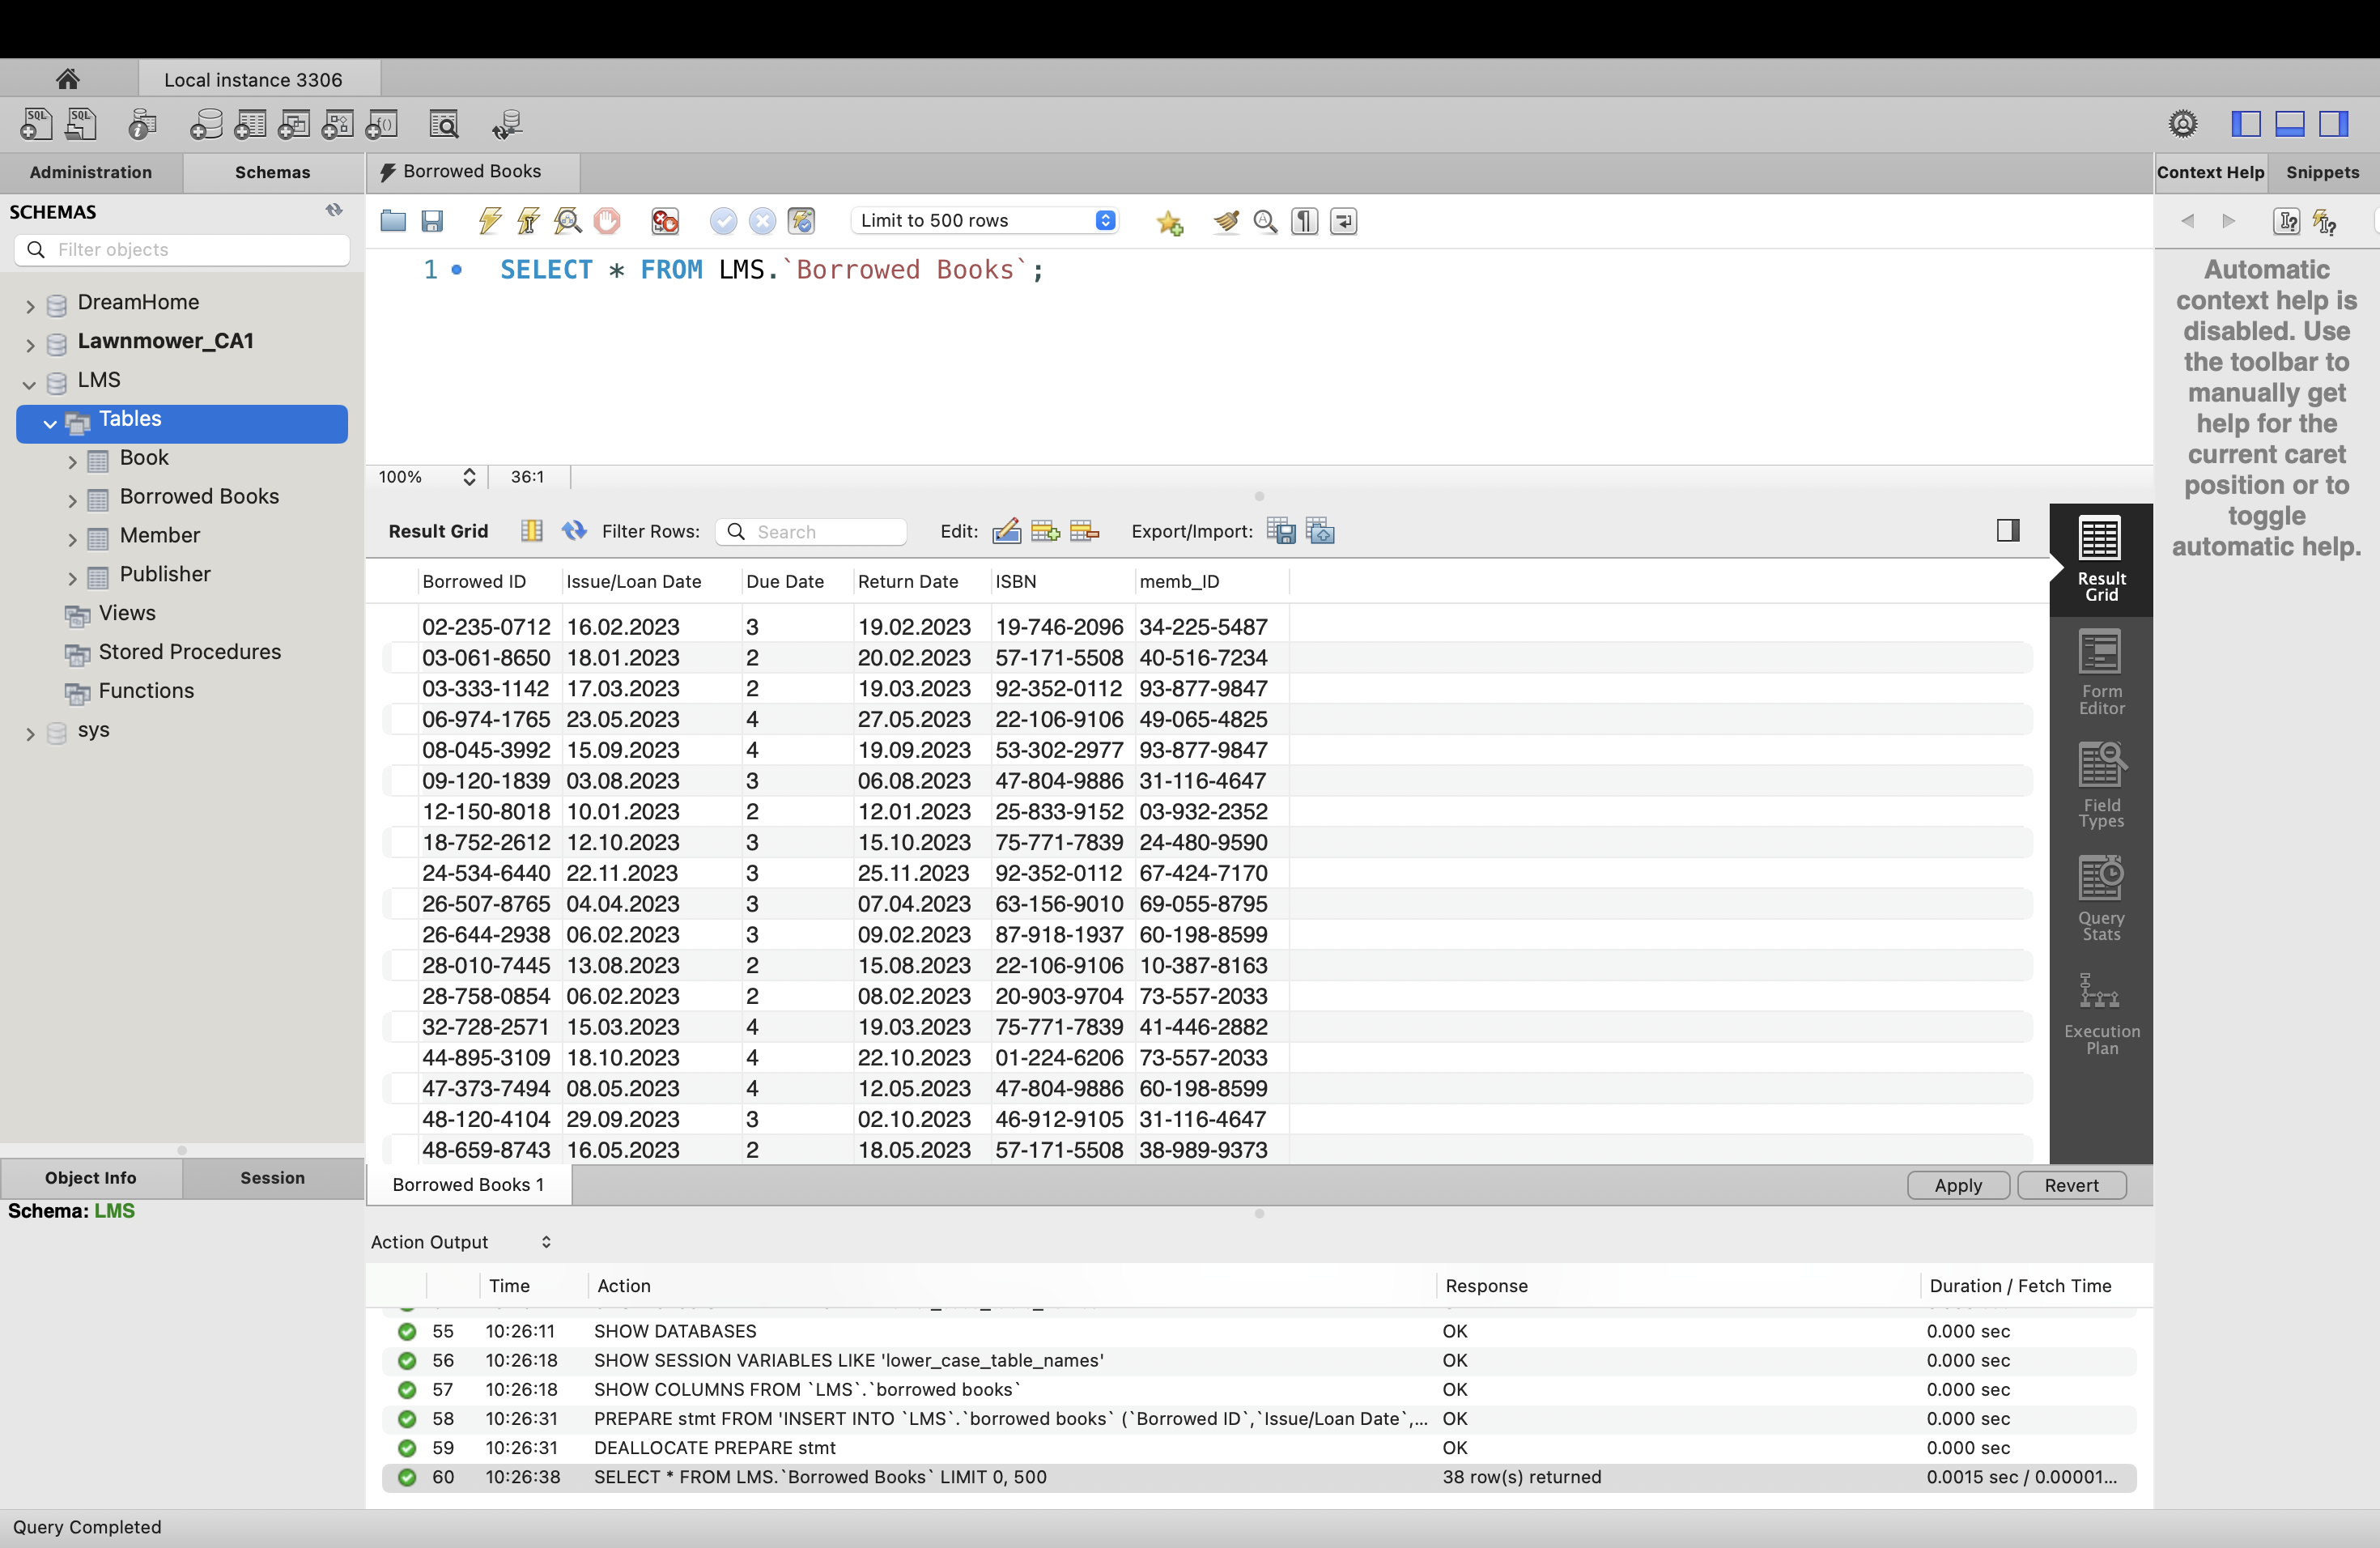 Local instance 3306
Administration
Schemas
Borrowed Books
Context Help
Snippets
SCHEMAS
Filter objects
Limit to 500 rows
1 SELECT * FROM LMS.`Borrowed Books`;
Automatic
context help is
disabled. Use
the toolbar to
manually get
help for the
current caret
position or to
toggle
automatic help.
DreamHome
Lawnmower_CA1
LMS
Tables
Book
Borrowed Books
Member
Publisher
Views
Stored Procedures
Functions
sys
100% 36:1
Result Grid Filter Rows: Search Edit: Export/Import:
Borrowed ID Issue/Loan Date Due Date Return Date ISBN memb_ID
02-235-0712 16.02.2023 3 19.02.2023 19-746-2096 34-225-5487
03-061-8650 18.01.2023 2 20.02.2023 57-171-5508 40-516-7234
03-333-1142 17.03.2023 2 19.03.2023 92-352-0112 93-877-9847
06-974-1765 23.05.2023 4 27.05.2023 22-106-9106 49-065-4825
08-045-3992 15.09.2023 4 19.09.2023 53-302-2977 93-877-9847
09-120-1839 03.08.2023 3 06.08.2023 47-804-9886 31-116-4647
12-150-8018 10.01.2023 2 12.01.2023 25-833-9152 03-932-2352
18-752-2612 12.10.2023 3 15.10.2023 75-771-7839 24-480-9590
24-534-6440 22.11.2023 3 25.11.2023 92-352-0112 67-424-7170
26-507-8765 04.04.2023 3 07.04.2023 63-156-9010 69-055-8795
26-644-2938 06.02.2023 3 09.02.2023 87-918-1937 60-198-8599
28-010-7445 13.08.2023 2 15.08.2023 22-106-9106 10-387-8163
28-758-0854 06.02.2023 2 08.02.2023 20-903-9704 73-557-2033
32-728-2571 15.03.2023 4 19.03.2023 75-771-7839 41-446-2882
44-895-3109 18.10.2023 4 22.10.2023 01-224-6206 73-557-2033
47-373-7494 08.05.2023 4 12.05.2023 47-804-9886 60-198-8599
48-120-4104 29.09.2023 3 02.10.2023 46-912-9105 31-116-4647
48-659-8743 16.05.2023 2 18.05.2023 57-171-5508 38-989-9373
Result
Grid
Form
Editor
Field
Types
Query
Stats
Execution
Plan
Object Info
Session
Schema: LMS
Borrowed Books 1
Apply
Revert
Action Output
Time Action Response Duration / Fetch Time
55 10:26:11 SHOW DATABASES OK 0.000 sec
56 10:26:18 SHOW SESSION VARIABLES LIKE 'lower_case_table_names' OK 0.000 sec
57 10:26:18 SHOW COLUMNS FROM `LMS`.`borrowed books` OK 0.000 sec
58 10:26:31 PREPARE stmt FROM 'INSERT INTO `LMS`.`borrowed books` (`Borrowed ID`,`Issue/Loan Date`,... OK 0.000 sec
59 10:26:31 DEALLOCATE PREPARE stmt OK 0.000 sec
60 10:26:38 SELECT * FROM LMS.`Borrowed Books` LIMIT 0, 500 38 row(s) returned 0.0015 sec / 0.00001...
Query Completed